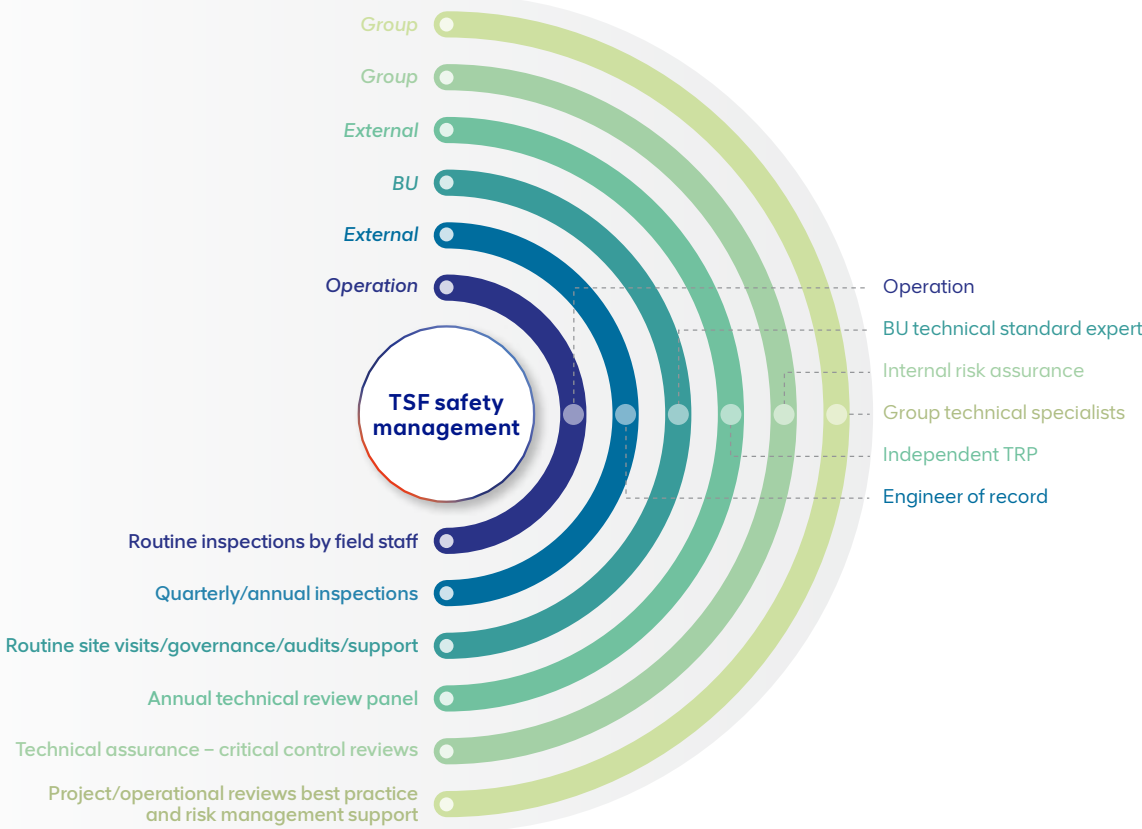 Group
Group
External
BU
External
Operation
TSF safety
management
Operation
BU technical standard expert
Internal risk assurance
Group technical specialists
Independent TRP
Engineer of record
Routine inspections by field staff
Quarterly/annual inspections
Routine site visits/governance/audits/support
Annual technical review panel
Technical assurance – critical control reviews
Project/operational reviews best practice
and risk management support